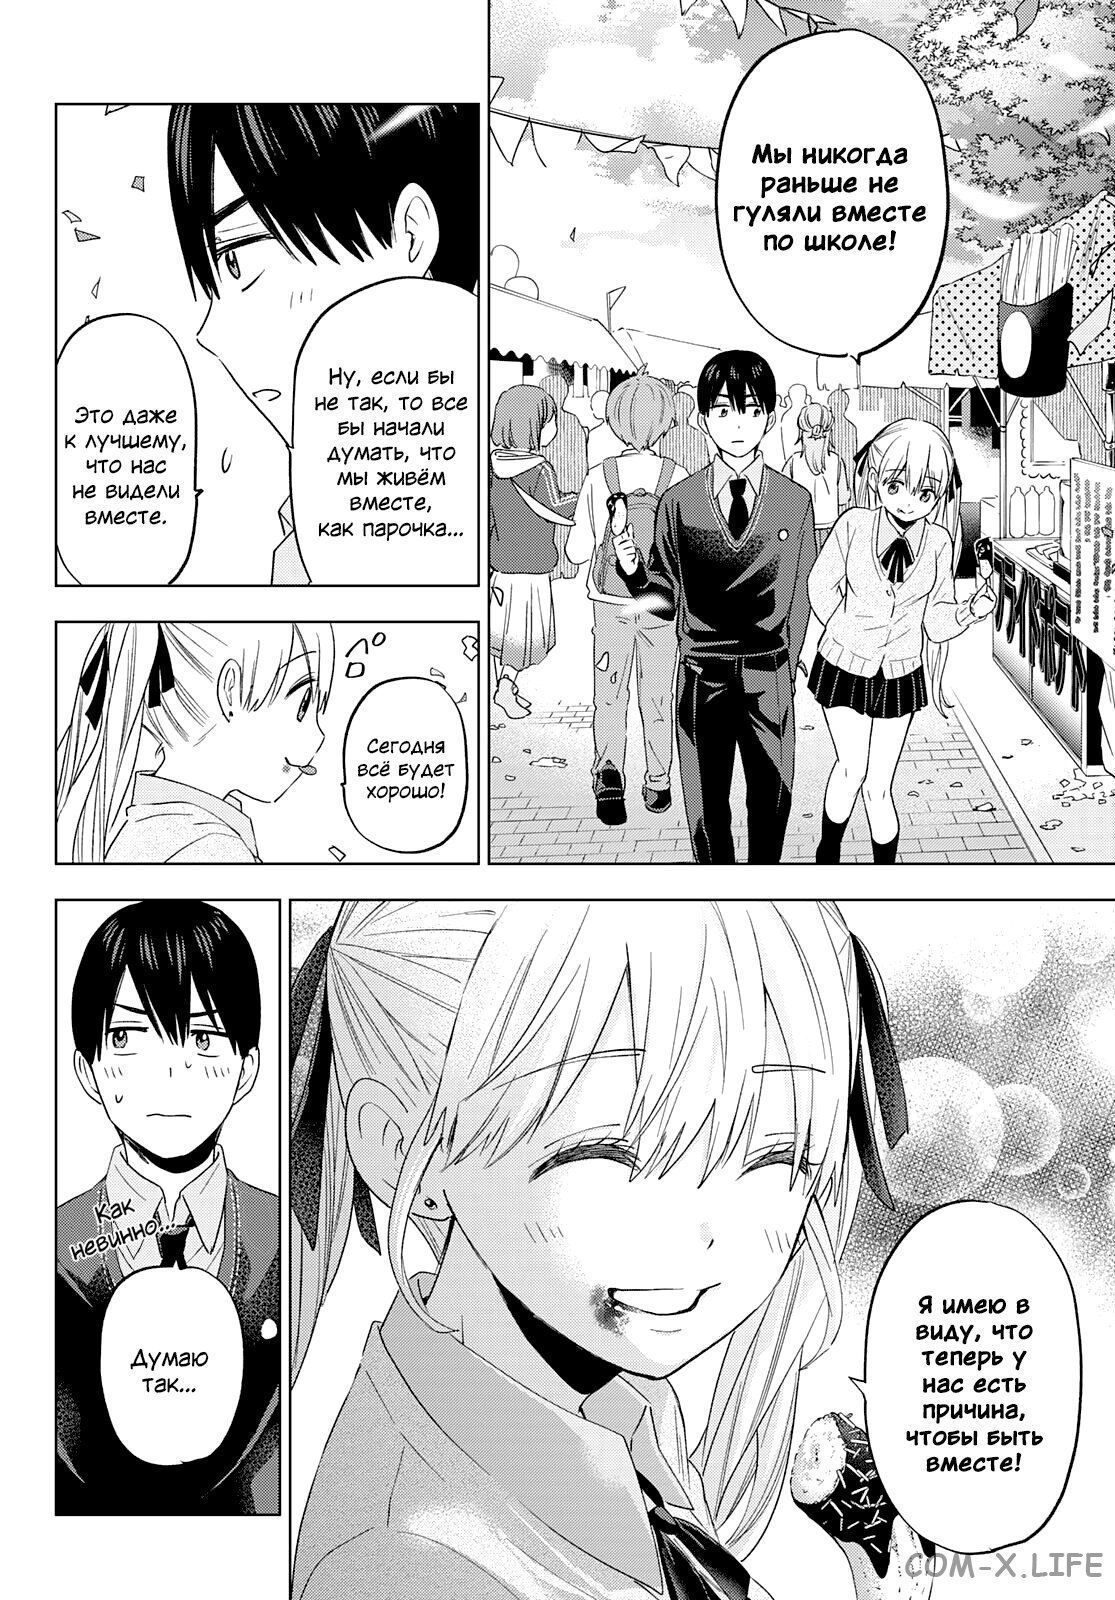 Мы никогда
раньше не
гуляли вместе
по школе!
Ну, если бы
не так, то все
бы начали
думать, что
мы живём
вместе,
как парочка...
Это даже
к лучшему,
что нас
не видели
вместе.
Сегодня
всё будет
хорошо!
Я имею в
виду, что
теперь у
нас есть
причина,
чтобы быть
вместе!
Как
невинно...
Думаю
так...
COM-X.LIFE